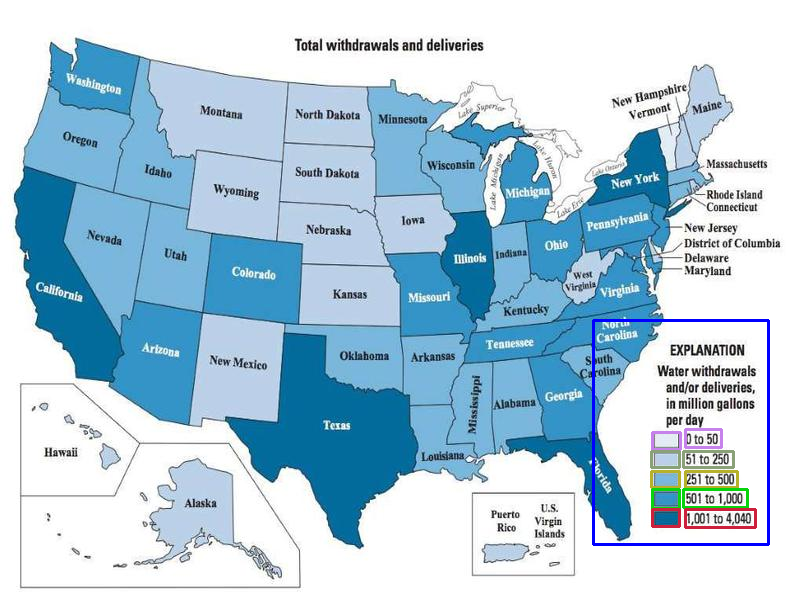 Total withdrawals and deliveries
Washington
Oregon
Idaho
Montana
Wyoming
North Dakota
South Dakota
Nebraska
Kansas
Minnesota
Iowa
Wisconsin
Lake Superior
Lake Michigan
Lake Huron
Lake Erie
Lake Ontario
Michigan
New Hampshire
Vermont
Maine
Massachusetts
Rhode Island
Connecticut
New York
New Jersey
District of Columbia
Delaware
Maryland
Pennsylvania
Ohio
Indiana
Illinois
West
Virginia
Virginia
Kentucky
Missouri
Colorado
Utah
Nevada
California
Arizona
New Mexico
Oklahoma
Arkansas
Tennessee
North
Carolina
South
Carolina
Georgia
Alabama
Mississippi
Louisiana
Texas
Florida
Hawaii
Alaska
Puerto
Rico
U.S.
Virgin
Islands
EXPLANATION
Water withdrawals
and/or deliveries,
in million gallons
per day
0 to 50
51 to 250
251 to 500
501 to 1,000
1,001 to 4,040